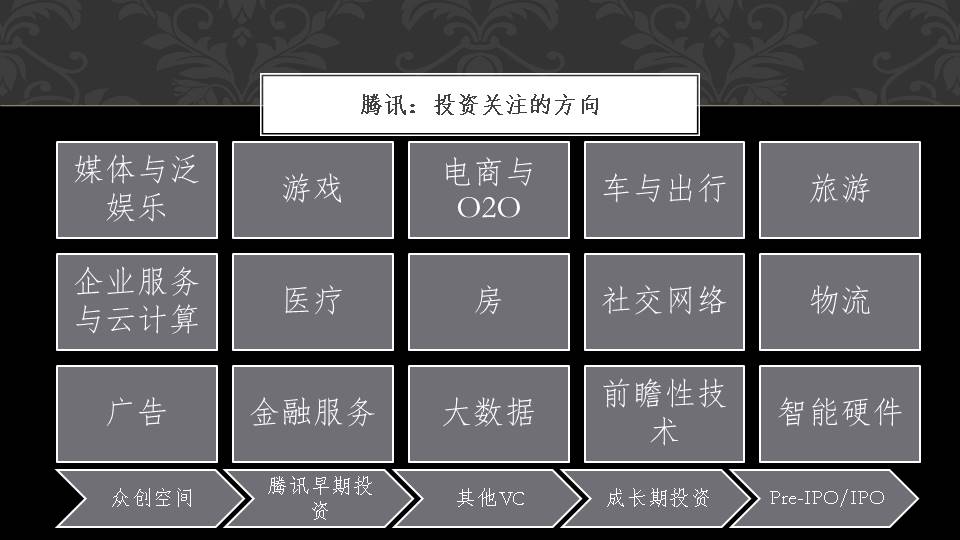 腾讯：投资关注的方向
媒体与泛
娱乐
游戏
电商与
O2O
车与出行
旅游
企业服务
与云计算
医疗
房
社交网络
物流
广告
金融服务
大数据
前瞻性技
术
智能硬件
众创空间
腾讯早期投
资
其他VC
成长期投资
Pre-IPO/IPO